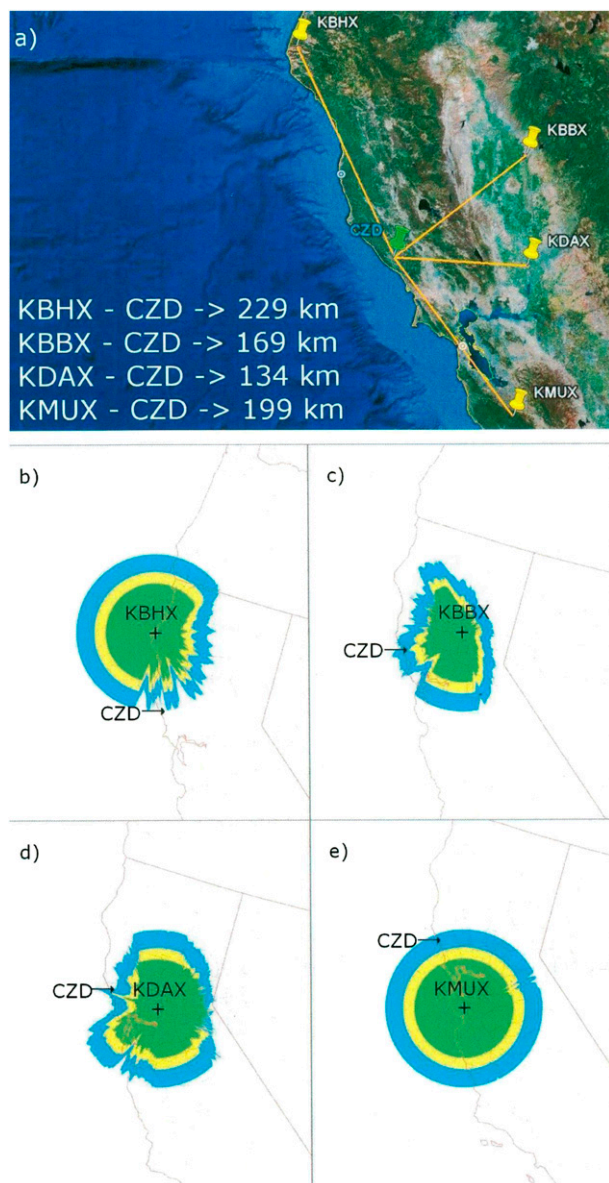 a)
KBHX
KBBX
CZD
KDAX
KBHX - CZD -> 229 km
KBBX - CZD -> 169 km
KDAX - CZD -> 134 km
KMUX - CZD -> 199 km
KMUX
b)
KBHX
CZD
c)
KBBX
CZD
d)
CZD
KDAX
e)
CZD
KMUX